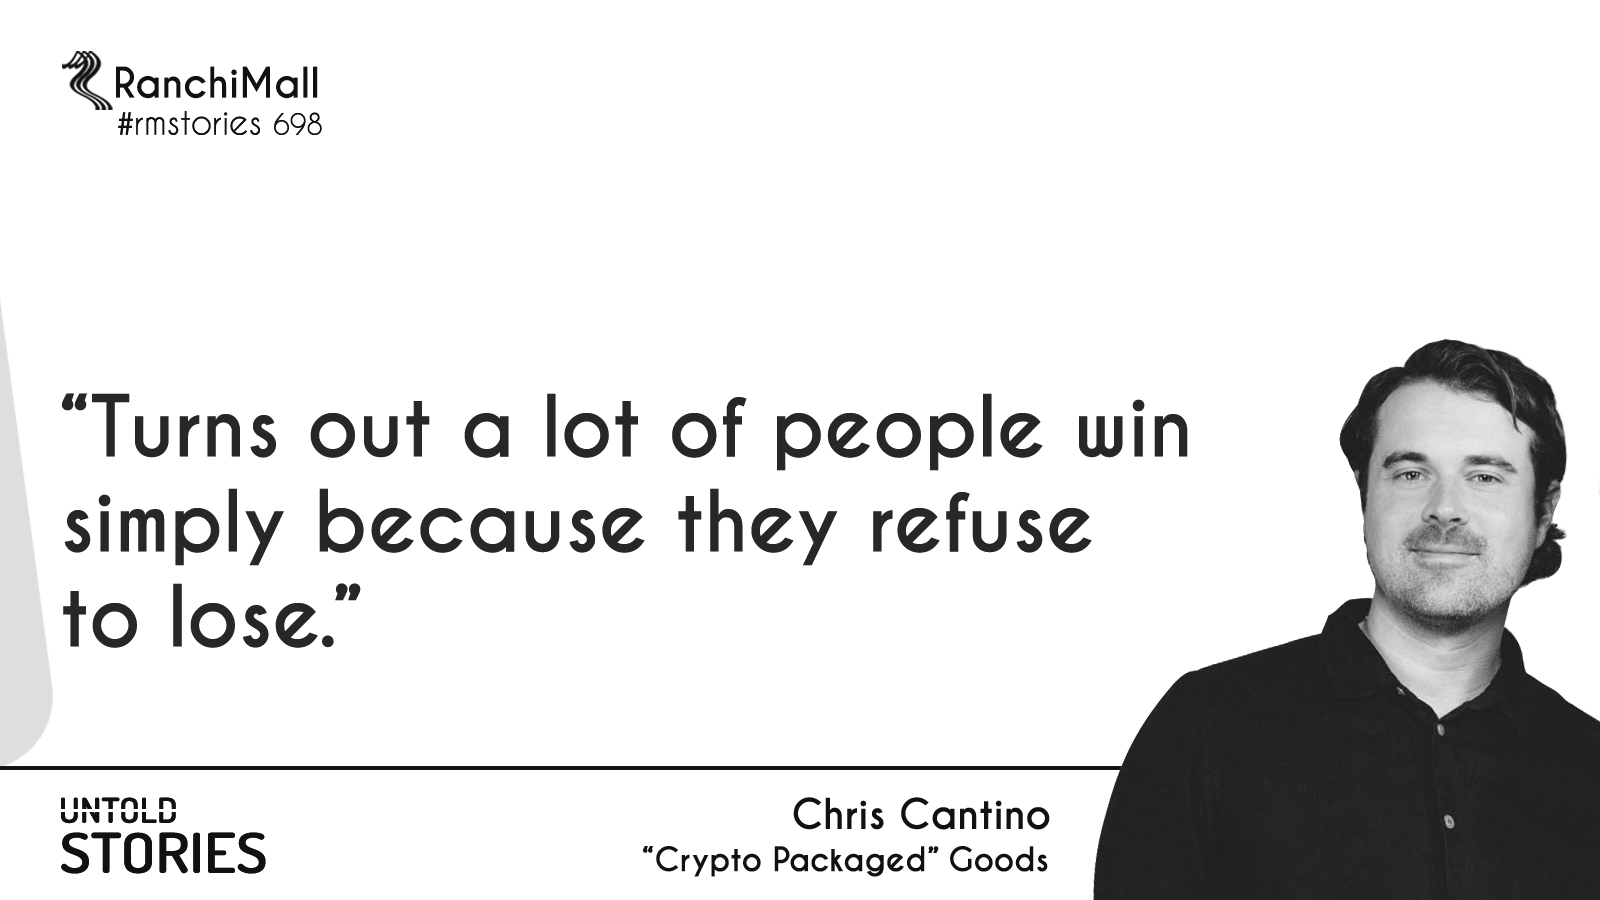 RanchiMall
#rmstories 698
“Turns out a lot of people win
simply because they refuse
to lose.”
UNTOLD
STORIES
Chris Cantino
“Crypto Packaged” Goods